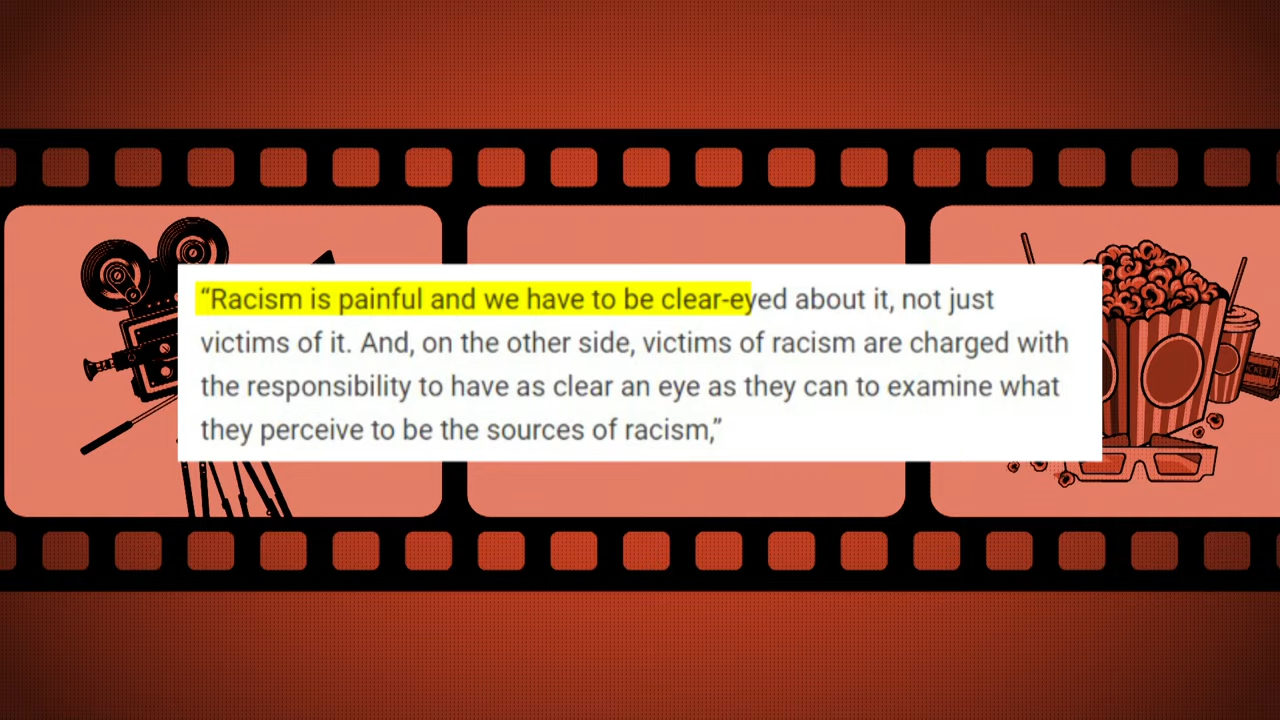 “Racism is painful and we have to be clear-eyed about it, not just
victims of it. And, on the other side, victims of racism are charged with
the responsibility to have as clear an eye as they can to examine what
they perceive to be the sources of racism,”